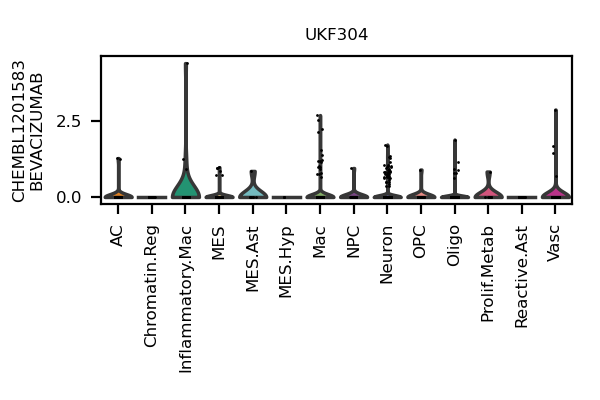 UKF304
CHEMBL1201583
BEVACIZUMAB
2.5
0.0
AC
Chromatin.Reg
Inflammatory.Mac
MES
MES.Ast
MES.Hyp
Mac
NPC
Neuron
OPC
Oligo
Prolif.Metab
Reactive.Ast
Vasc